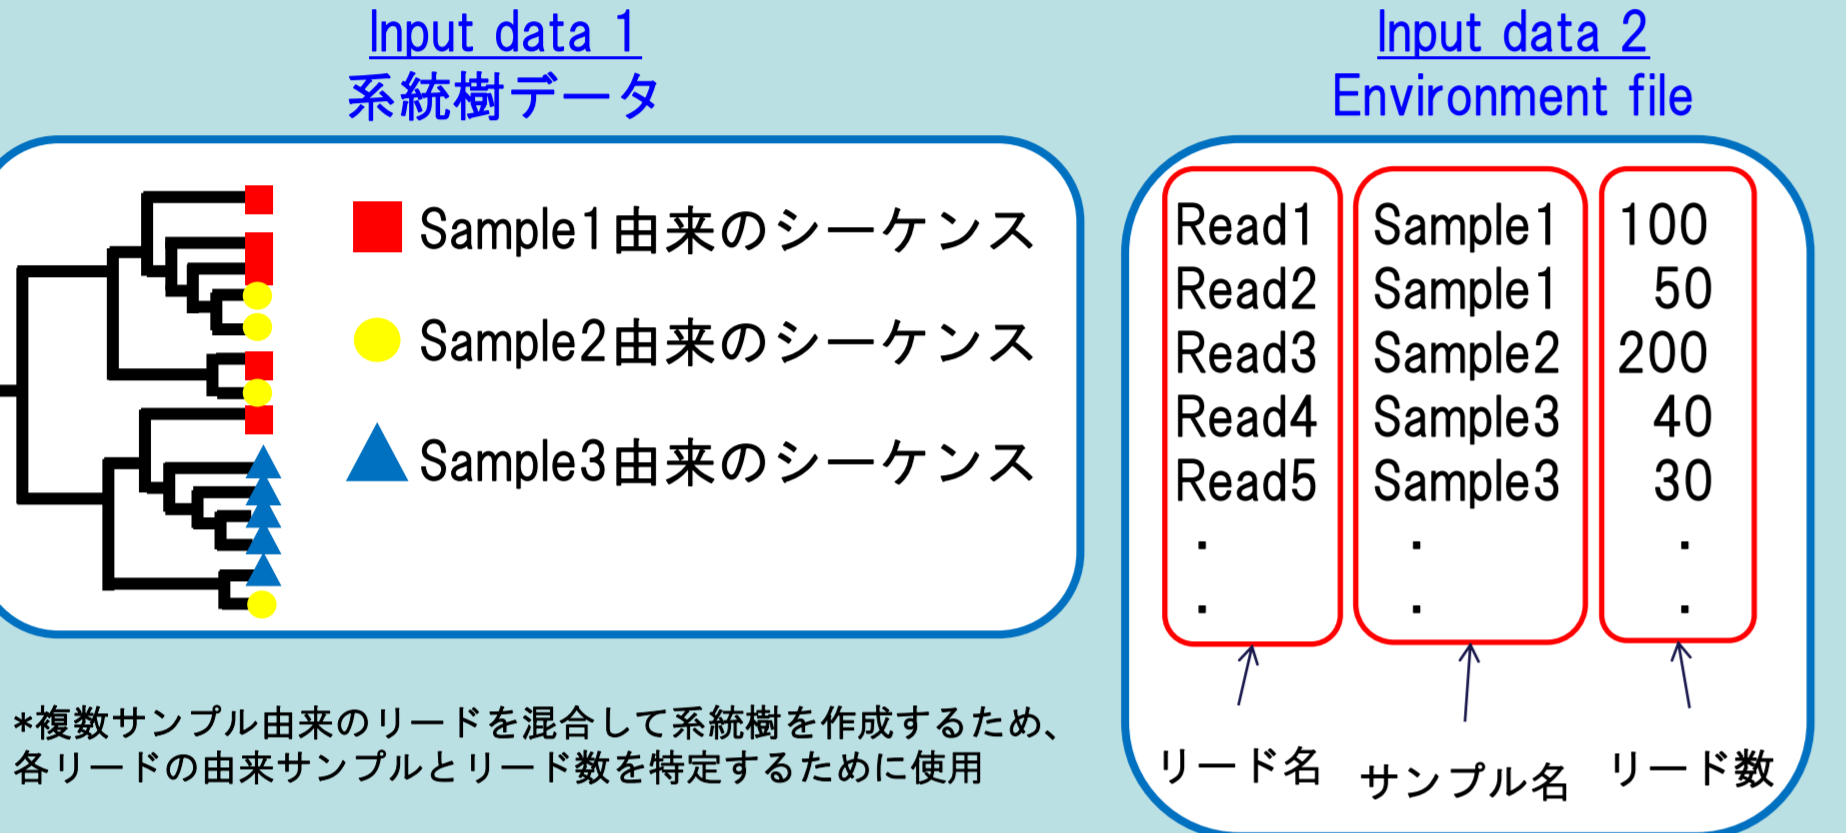 Input data 1
系統樹データ
Sample1由来のシーケンス
Sample2由来のシーケンス
Sample3由来のシーケンス
*複数サンプル由来のリードを混合して系統樹を作成するため、
各リードの由来サンプルとリード数を特定するために使用
Input data 2
Environment file
Read1 Sample1 100
Read2 Sample1 50
Read3 Sample2 200
Read4 Sample3 40
Read5 Sample3 30
. . .
. . .
リード名 サンプル名 リード数